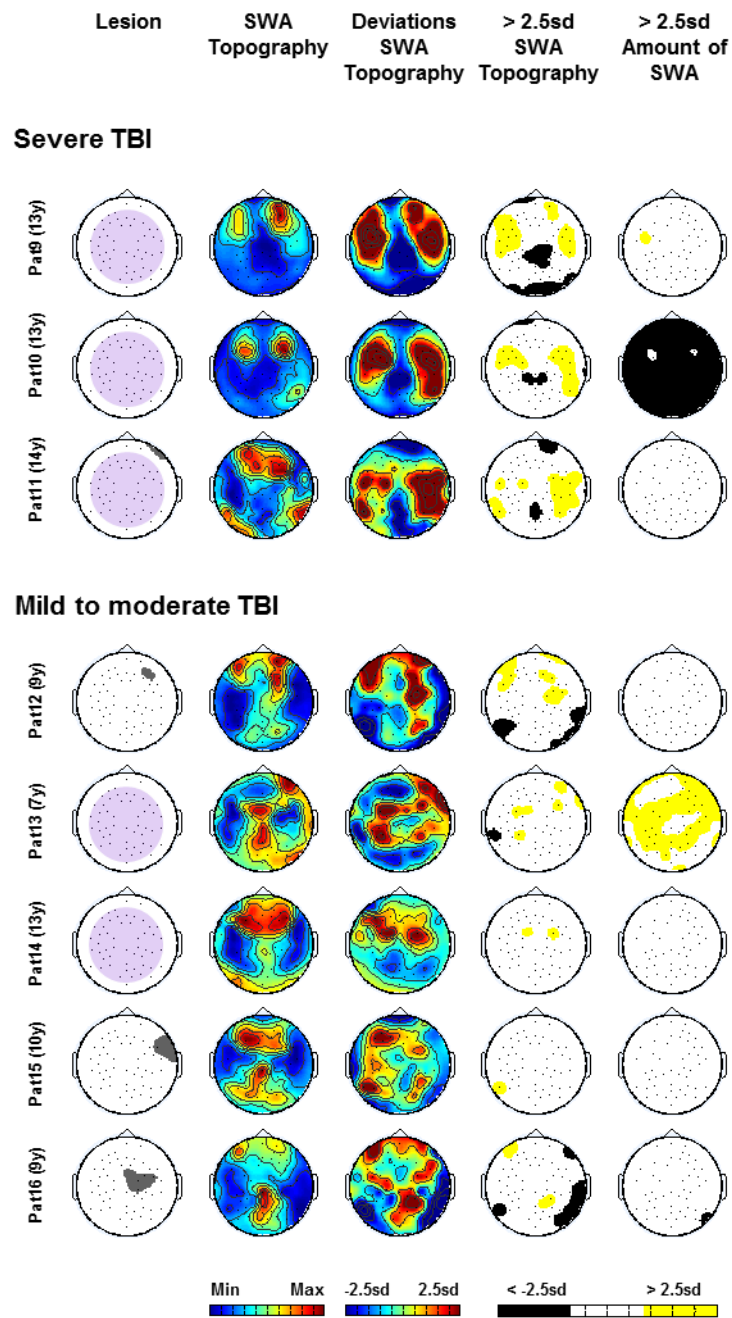 Lesion
SWA
Topography
Deviations
SWA
Topography
> 2.5sd
SWA
Topography
> 2.5sd
Amount of
SWA
Severe TBI
Pat9 (13y)
Pat10 (13y)
Pat11 (14y)
Mild to moderate TBI
Pat12 (9y)
Pat13 (7y)
Pat14 (13y)
Pat15 (10y)
Pat16 (9y)
Min Max
-2.5sd 2.5sd
< -2.5sd > 2.5sd